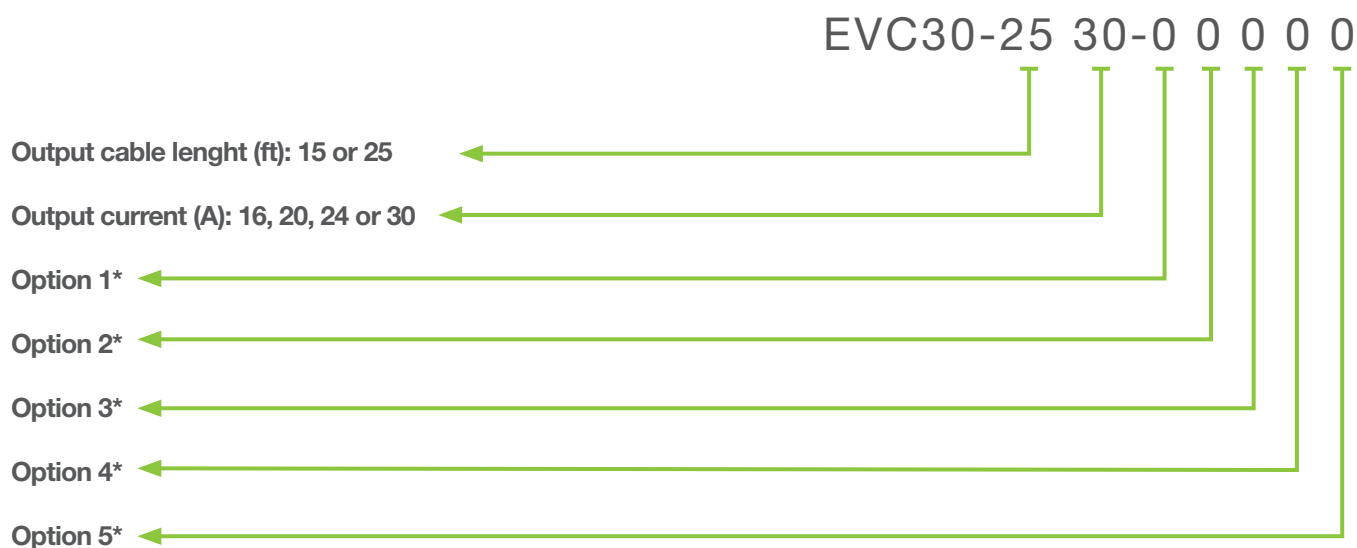 EVC30-25 30-0 0 0 0 0
Output cable lenght (ft): 15 or 25
Output current (A): 16, 20, 24 or 30
Option 1*
Option 2*
Option 3*
Option 4*
Option 5*